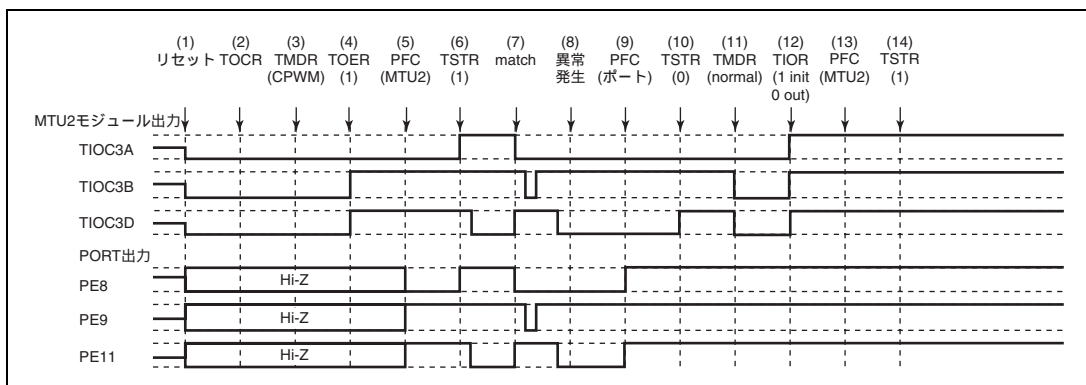 (1) (2) (3) (4) (5) (6) (7) (8) (9) (10) (11) (12) (13) (14)
リセット TOCR TMDR TOER PFC TSTR match 異常 PFC TSTR TMDR TIOR PFC TSTR
(CPWM) (1) (MTU2) (1) 発生 (ポート) (0) (normal) (1 init (MTU2) (1)
0 out)
MTU2モジュール出力
TIOC3A
TIOC3B
TIOC3D
PORT出力
PE8 Hi-Z
PE9 Hi-Z
PE11 Hi-Z